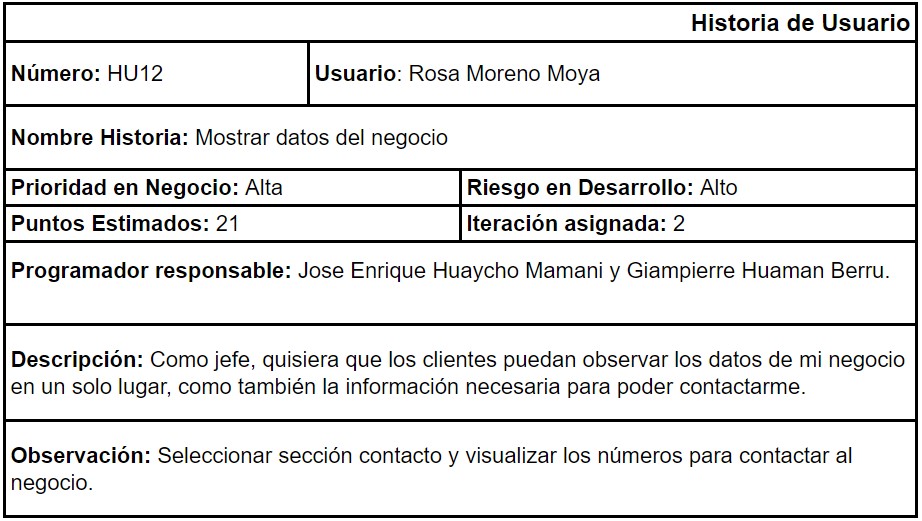 Historia de Usuario
Número: HU12
Usuario: Rosa Moreno Moya
Nombre Historia: Mostrar datos del negocio
Prioridad en Negocio: Alta
Riesgo en Desarrollo: Alto
Puntos Estimados: 21
Iteración asignada: 2
Programador responsable: Jose Enrique Huaycho Mamani y Giampierre Huaman Berru.
Descripción: Como jefe, quisiera que los clientes puedan observar los datos de mi negocio
en un solo lugar, como también la información necesaria para poder contactarme.
Observación: Seleccionar sección contacto y visualizar los números para contactar al
negocio.